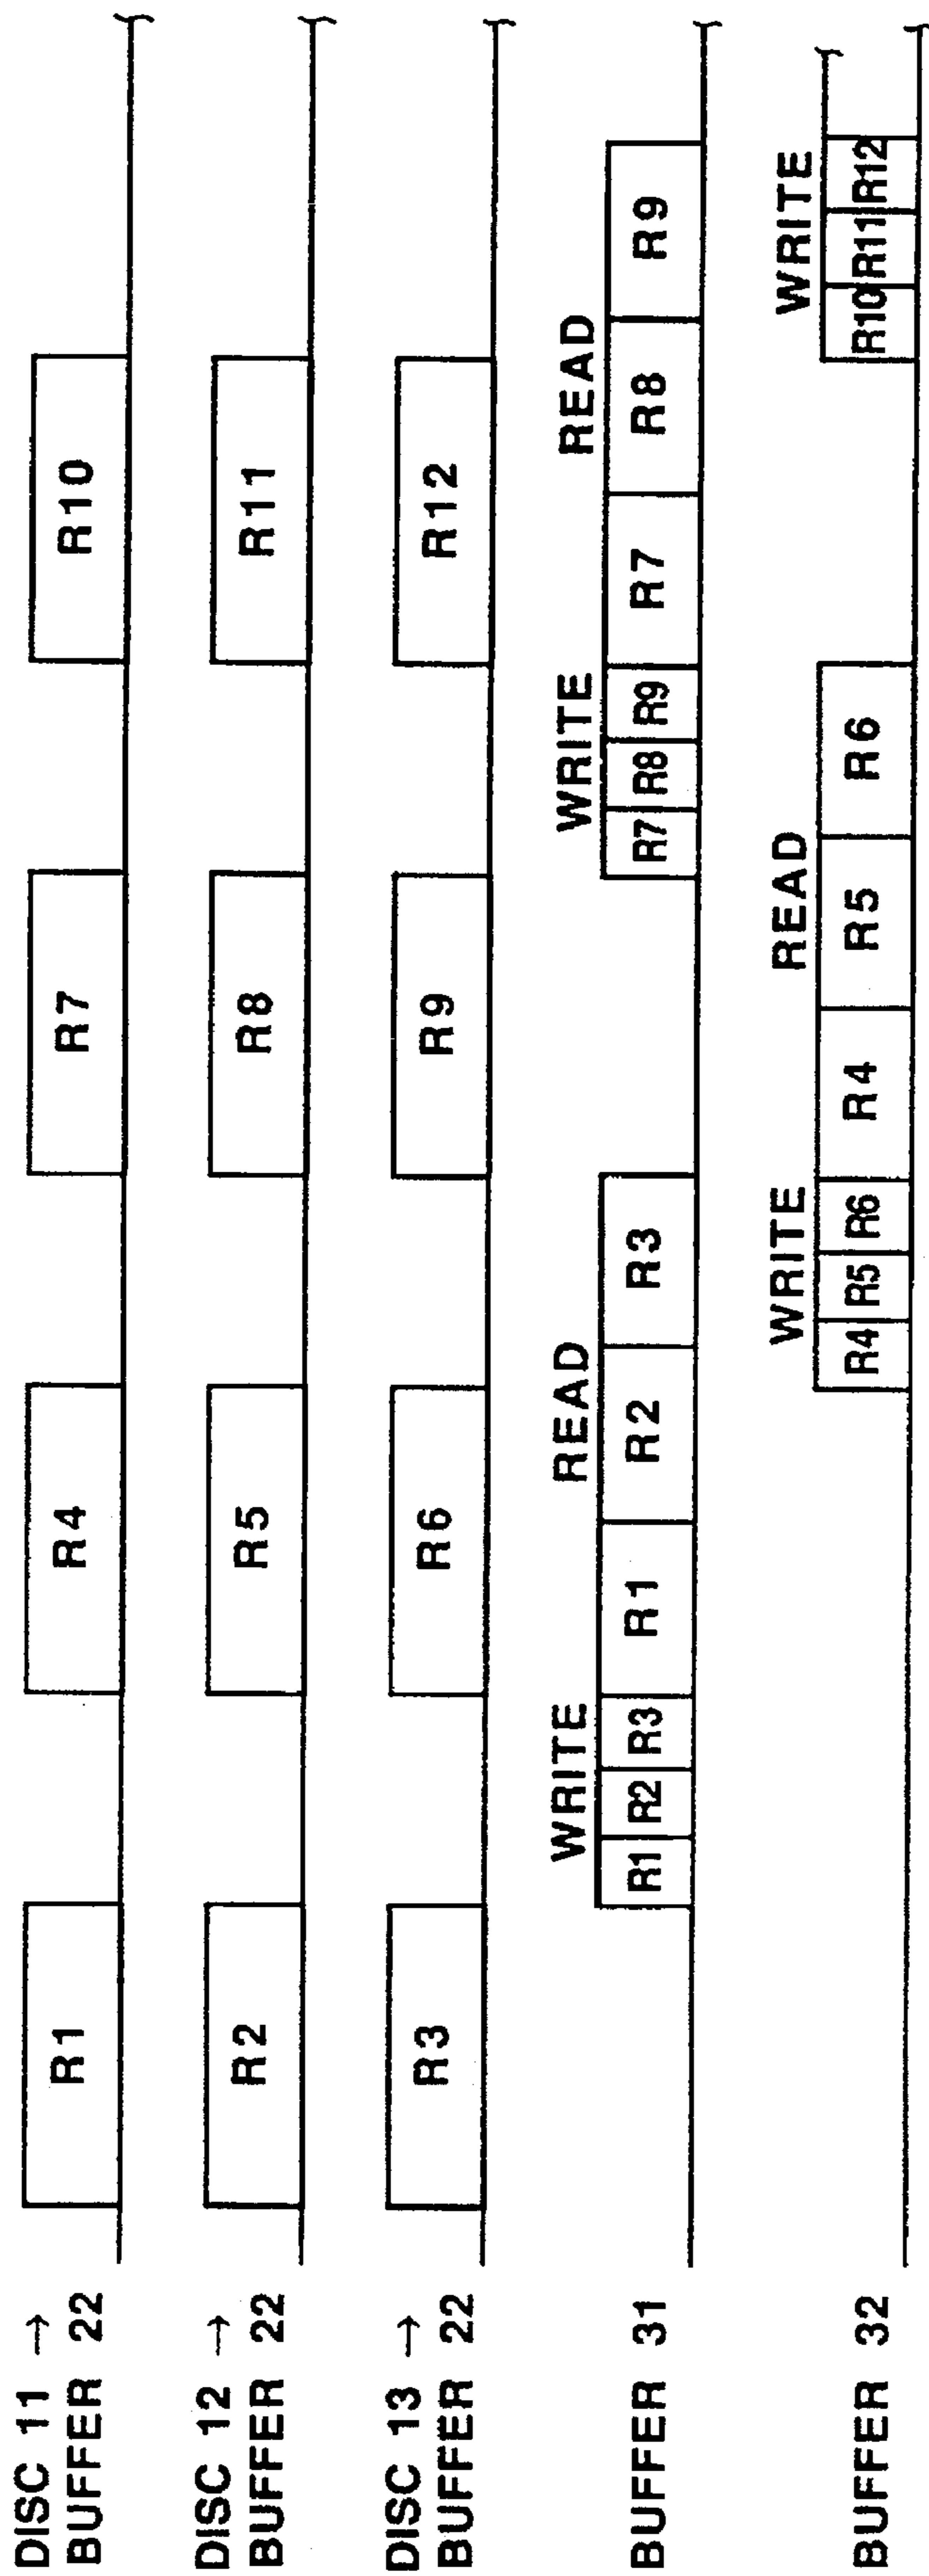 DISC 11 →
BUFFER 22
R1
R4
R7
R10
DISC 12 →
BUFFER 22
R2
R5
R8
R11
DISC 13 →
BUFFER 22
R3
R6
R9
R12
WRITE READ WRITE READ
BUFFER 31
R1 R2 R3 R1 R2 R3 R7 R8 R9 R7 R8 R9
WRITE READ WRITE
BUFFER 32
R4 R5 R6 R4 R5 R6 R10 R11 R12